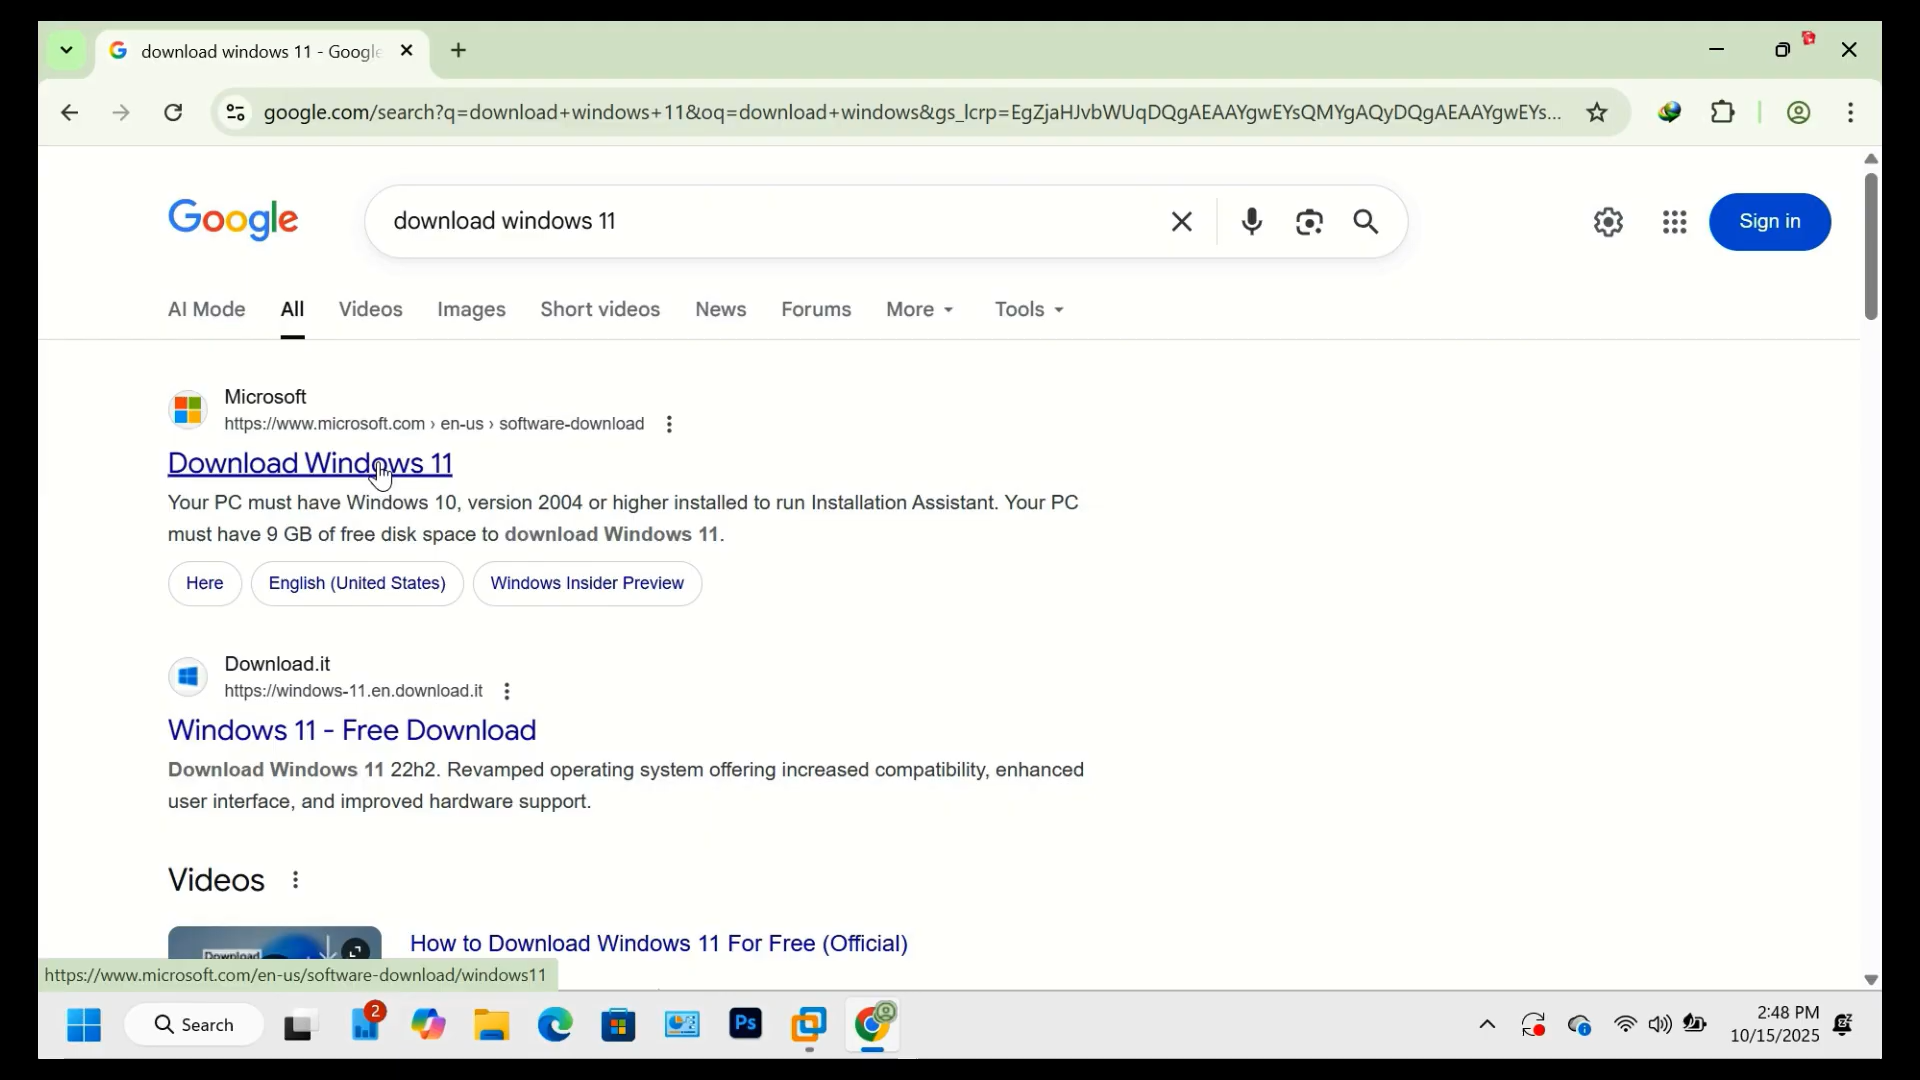 download windows 11 - Google
google.com/search?q=download+windows+11&oq=download+windows&gs_lcrp=EgZjaHJvbWUqDQgAEAAYgwEYsQMYgAQyDQgAEAAYgwEYs...
Google
download windows 11
Sign in
AI Mode
All
Videos
Images
Short videos
News
Forums
More
Tools
Microsoft
https://www.microsoft.com › en-us › software-download
Download Windows 11
Your PC must have Windows 10, version 2004 or higher installed to run Installation Assistant. Your PC
must have 9 GB of free disk space to download Windows 11.
Here
English (United States)
Windows Insider Preview
Download.it
https://windows-11.en.download.it
Windows 11 - Free Download
Download Windows 11 22h2. Revamped operating system offering increased compatibility, enhanced
user interface, and improved hardware support.
Videos
Download
How to Download Windows 11 For Free (Official)
https://www.microsoft.com/en-us/software-download/windows11
Search
2
Ps
2:48 PM
10/15/2025